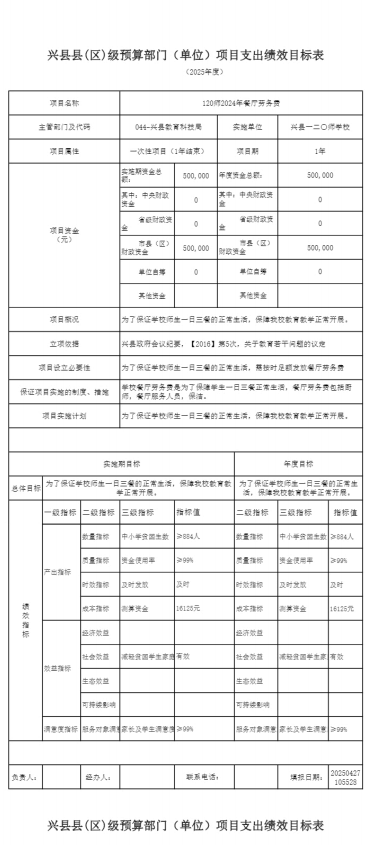 兴县县(区)级预算部门（单位）项目支出绩效目标表
（2025年度）
项目名称 120师2024年餐厅劳务费
主管部门及代码 044-兴县教育科技局 实施单位 兴县一二〇师学校
项目属性 一次性项目（1年结束） 项目期 1年
项目资金（元） 实施期资金总额： 500,000 年度资金总额： 500,000
其中：中央财政资金 0 其中：中央财政资金 0
省级财政资金 0 省级财政资金 0
市县（区）财政资金 500,000 市县（区）财政资金 500,000
单位自筹 0 单位自筹 0
其他资金 其他资金
项目概况 为了保证学校师生一日三餐的正常生活，保障我校教育教学正常开展。
立项依据 兴县政府会议纪要，【2016】第5次，关于教育若干问题的议定
项目设立必要性 为了保证学校师生一日三餐的正常生活，需按时足额发放餐厅劳务费
保证项目实施的制度、措施 学校餐厅劳务费是为了保障学生一日三餐正常生活，餐厅劳务费包括厨师，餐厅服务人员，保洁。
项目实施计划 为了保证学校师生一日三餐的正常生活，保障我校教育教学正常开展。
实施期目标 年度目标
总体目标 为了保证学校师生一日三餐的正常生活，保障我校教育教学正常开展。 为了保证学校师生一日三餐的正常生活，保障我校教育教学正常开展。
绩效指标 一级指标 二级指标 三级指标 指标值 二级指标 三级指标 指标值
产出指标 数量指标 中小学贫困生数 ≥884人 数量指标 中小学贫困生数 ≥884人
质量指标 资金使用率 ≥99% 质量指标 资金使用率 ≥99%
时效指标 及时发放 及时 时效指标 及时发放 及时
成本指标 测算资金 16125元 成本指标 测算资金 16125元
效益指标 经济效益 经济效益
社会效益 减轻贫困学生家庭 有效 社会效益 减轻贫困学生家 有效
生态效益 生态效益
可持续影响 可持续影响
满意度指标 服务对象满意 家长及学生满意度 ≥99% 服务对象满意 家长及学生满意 ≥99%
负责人： 经办人： 联系电话： 填报日期： 20250427105528
兴县县(区)级预算部门（单位）项目支出绩效目标表